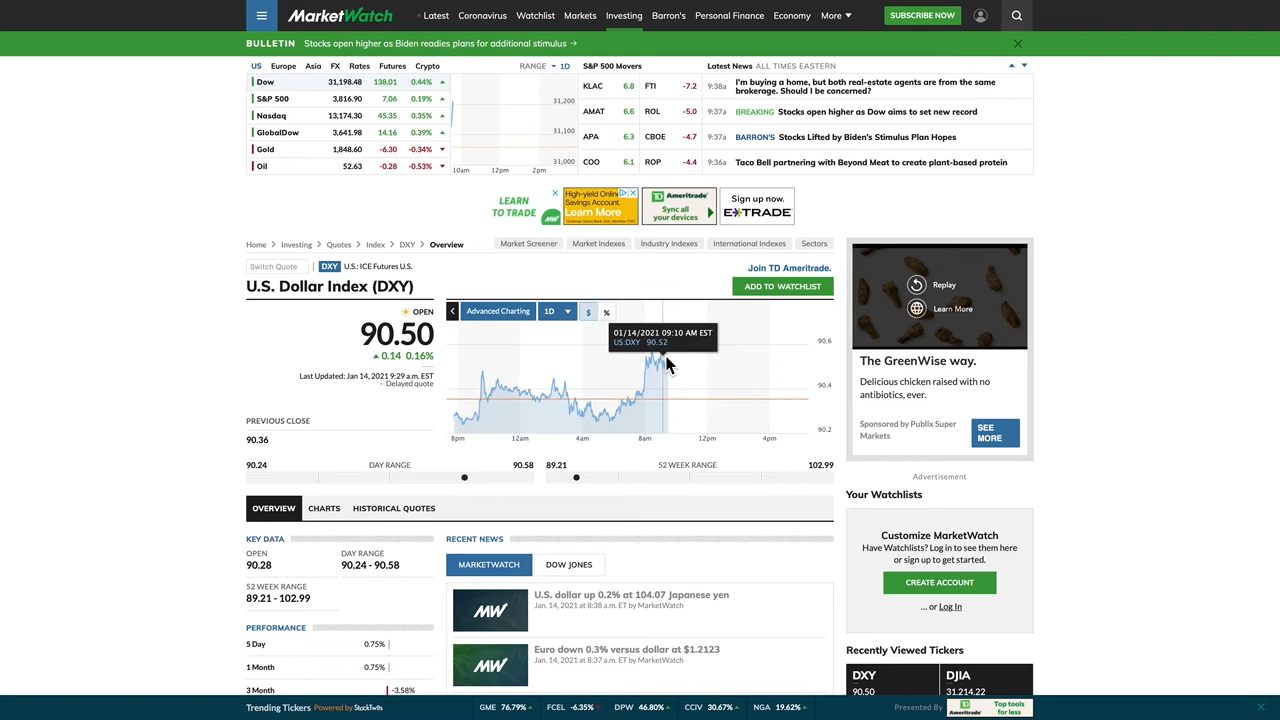 MarketWatch
Latest Coronavirus Watchlist Markets Investing Barron's Personal Finance Economy More
SUBSCRIBE NOW
BULLETIN Stocks open higher as Biden readies plans for additional stimulus →
US Europe Asia FX Rates Futures Crypto
RANGE 1D
Dow 31,198.48 138.01 0.44%
S&P 500 3,816.90 7.06 0.19%
Nasdaq 13,174.30 45.35 0.35%
GlobalDow 3,641.98 14.16 0.39%
Gold 1,848.60 -6.30 -0.34%
Oil 52.63 -0.28 -0.53%
31,200
31,100
31,000
10am 12pm 2pm
S&P 500 Movers
KLAC 6.8 FTI -7.2
AMAT 6.6 ROL -5.0
APA 6.3 CBOE -4.7
COO 6.1 ROP -4.4
Latest News ALL TIMES EASTERN
9:38a I'm buying a home, but both real-estate agents are from the same
brokerage. Should I be concerned?
9:37a BREAKING Stocks open higher as Dow aims to set new record
9:37a BARRON'S Stocks Lifted by Biden's Stimulus Plan Hopes
9:36a Taco Bell partnering with Beyond Meat to create plant-based protein
LEARN
TO TRADE
High-yield Online
Savings Account.
Learn More
Ameritrade
Sync all
your devices
Sign up now.
E*TRADE
Home Investing Quotes Index DXY Overview
Market Screener Market Indexes Industry Indexes International Indexes Sectors
Switch Quote | DXY U.S.: ICE Futures U.S.
Join TD Ameritrade.
U.S. Dollar Index (DXY)
ADD TO WATCHLIST
OPEN
90.50
0.14 0.16%
Last Updated: Jan 14, 2021 9:29 a.m. EST
- Delayed quote
PREVIOUS CLOSE
90.36
Advanced Charting 1D $ %
01/14/2021 09:10 AM EST
US:DXY 90.52
90.6
90.4
90.2
8pm 12am 4am 8am 12pm 4pm
90.24 DAY RANGE 90.58
89.21 52 WEEK RANGE 102.99
OVERVIEW CHARTS HISTORICAL QUOTES
KEY DATA
OPEN
90.28
DAY RANGE
90.24 - 90.58
52 WEEK RANGE
89.21 - 102.99
PERFORMANCE
5 Day 0.75%
1 Month 0.75%
3 Month -3.58%
RECENT NEWS
MARKETWATCH DOW JONES
MW
U.S. dollar up 0.2% at 104.07 Japanese yen
Jan. 14, 2021 at 8:38 a.m. ET by MarketWatch
MW
Euro down 0.3% versus dollar at $1.2123
Jan. 14, 2021 at 8:37 a.m. ET by MarketWatch
Replay
Learn More
The GreenWise way.
Delicious chicken raised with no
antibiotics, ever.
Sponsored by Publix Super
Markets
SEE
MORE
Advertisement
Your Watchlists
Customize MarketWatch
Have Watchlists? Log in to see them here
or sign up to get started.
CREATE ACCOUNT
... or Log In
Recently Viewed Tickers
DXY
90.50
DJIA
31,214.22
Trending Tickers Powered by StockTwits
GME 76.79% FCEL -6.35% DPW 46.80% CCIV 30.67% NGA 19.62%
Presented By
Ameritrade
Top tools
for less